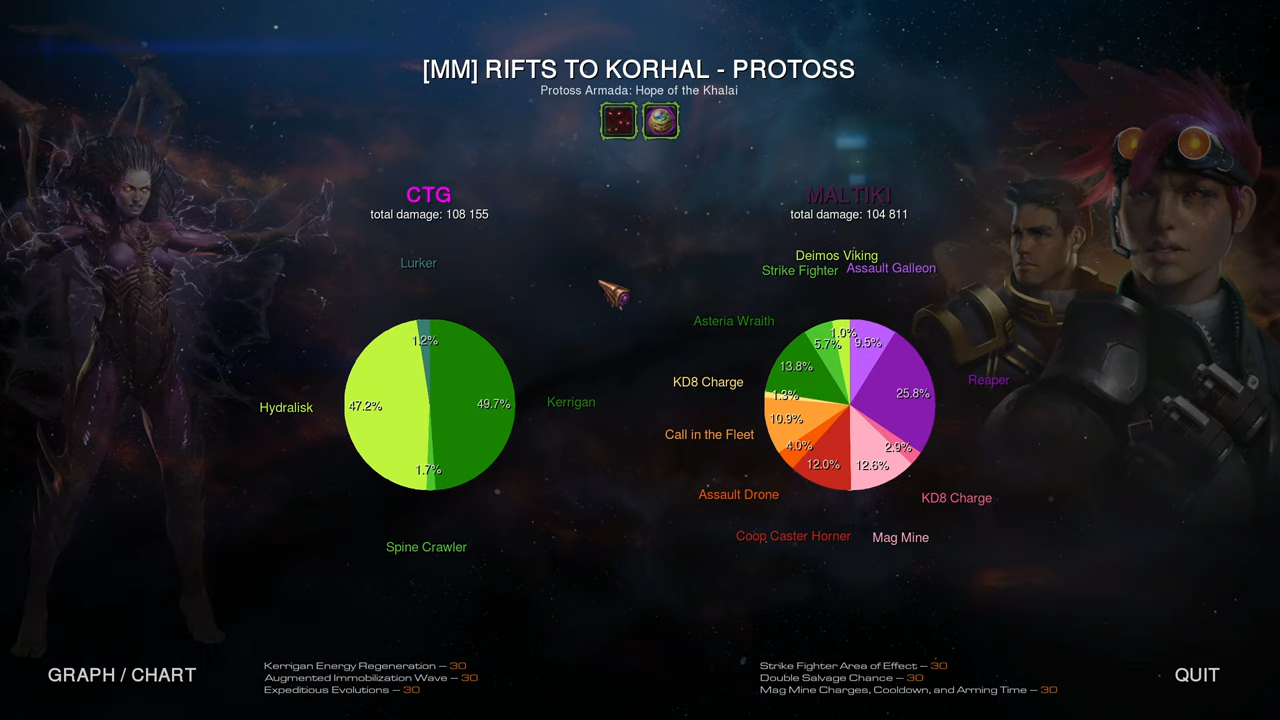 [MM] RIFTS TO KORHAL - PROTOSS
Protoss Armada: Hope of the Khalai
CTG
total damage: 108 155
MALTIKI
total damage: 104 811
Lurker
1.2%
47.2%
49.7%
1.7%
Hydralisk
Kerrigan
Spine Crawler
Deimos Viking
Strike Fighter
Assault Galleon
Asteria Wraith
KD8 Charge
Call in the Fleet
Assault Drone
Coop Caster Horner
Mag Mine
KD8 Charge
Reaper
1.0%
5.7%
9.5%
13.8%
25.8%
1.3%
10.9%
4.0%
2.9%
12.0%
12.6%
GRAPH / CHART
Kerrigan Energy Regeneration – 30
Augmented Immobilization Wave – 30
Expeditious Evolutions – 30
Strike Fighter Area of Effect – 30
Double Salvage Chance – 30
Mag Mine Charges, Cooldown, and Arming Time – 30
QUIT